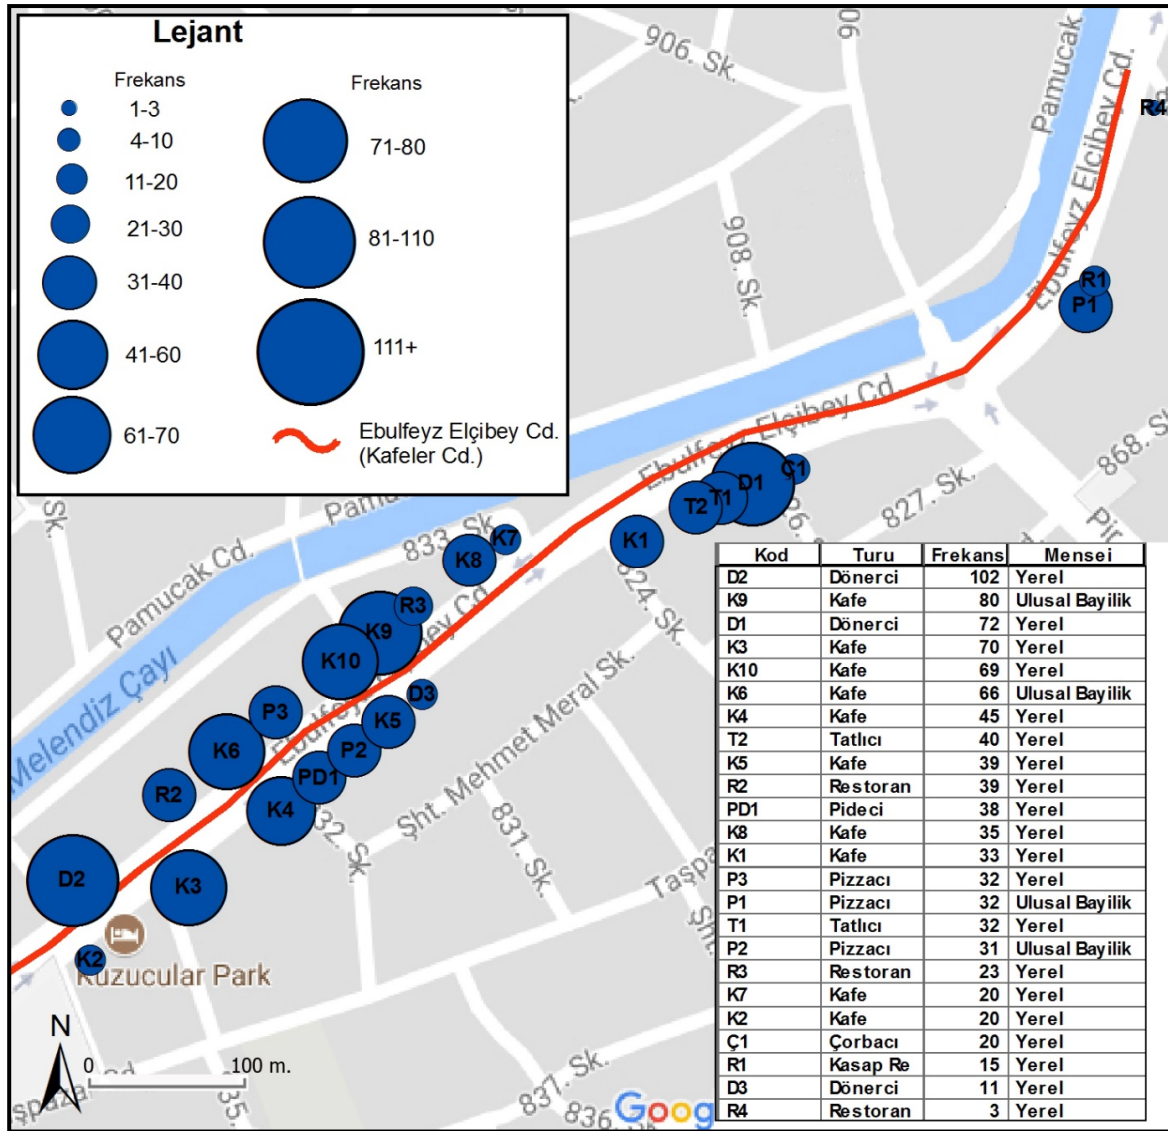 Lejant
Frekans
1-3
4-10
11-20
21-30
31-40
41-60
61-70
Frekans
71-80
81-110
111+
Ebulfeyz Elçibey Cd.
(Kafeler Cd.)
906. Sk.
908. Sk.
Pamucak
Ebulfeyz Elçibey Cd.
R4
R1
P1
868. Sk
827. Sk.
Ebulfeyz Elçibey Cd.
Ç1
D1
T1
T2
K1
824. Sk.
833. Sk.
K7
K8
Pamucak Cd.
Melendiz Çayı
R3
K9
K10
D3
K5
P2
PD1
K4
P3
K6
R2
D2
K3
K2
Kuzucular Park
Şht. Mehmet Meral Sk.
831. Sk.
837. Sk.
836. S
N
0 100 m.
Goog
Kod Turu Frekans Mensei
D2 Dönerci 102 Yerel
K9 Kafe 80 Ulusal Bayilik
D1 Dönerci 72 Yerel
K3 Kafe 70 Yerel
K10 Kafe 69 Yerel
K6 Kafe 66 Ulusal Bayilik
K4 Kafe 45 Yerel
T2 Tatlıcı 40 Yerel
K5 Kafe 39 Yerel
R2 Restoran 39 Yerel
PD1 Pideci 38 Yerel
K8 Kafe 35 Yerel
K1 Kafe 33 Yerel
P3 Pizzacı 32 Yerel
P1 Pizzacı 32 Ulusal Bayilik
T1 Tatlıcı 32 Yerel
P2 Pizzacı 31 Ulusal Bayilik
R3 Restoran 23 Yerel
K7 Kafe 20 Yerel
K2 Kafe 20 Yerel
Ç1 Çorbacı 20 Yerel
R1 Kasap Re 15 Yerel
D3 Dönerci 11 Yerel
R4 Restoran 3 Yerel